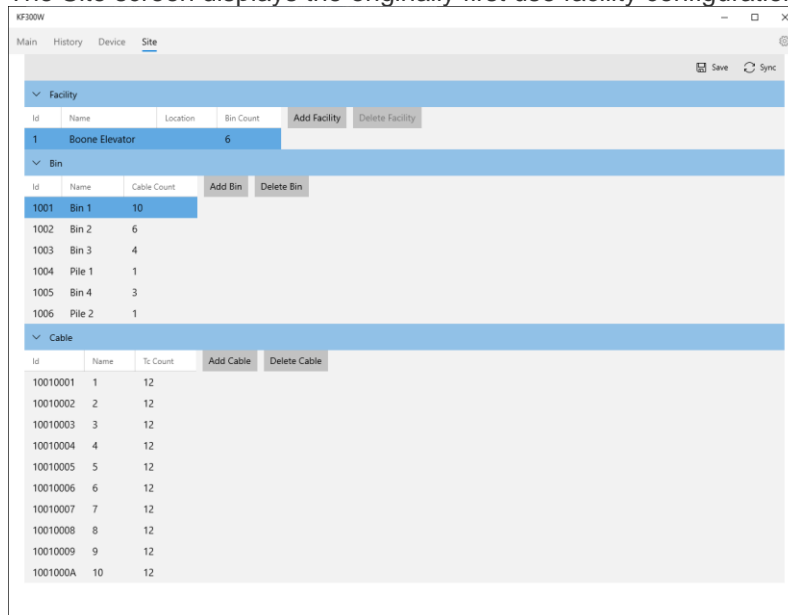 The Site screen displays the originally first use facility configuration
KF300W
Main History Device Site
Save Sync
Facility
Id Name Location Bin Count Add Facility Delete Facility
1 Boone Elevator 6
Bin
Id Name Cable Count Add Bin Delete Bin
1001 Bin 1 10
1002 Bin 2 6
1003 Bin 3 4
1004 Pile 1 1
1005 Bin 4 3
1006 Pile 2 1
Cable
Id Name Tc Count Add Cable Delete Cable
10010001 1 12
10010002 2 12
10010003 3 12
10010004 4 12
10010005 5 12
10010006 6 12
10010007 7 12
10010008 8 12
10010009 9 12
1001000A 10 12